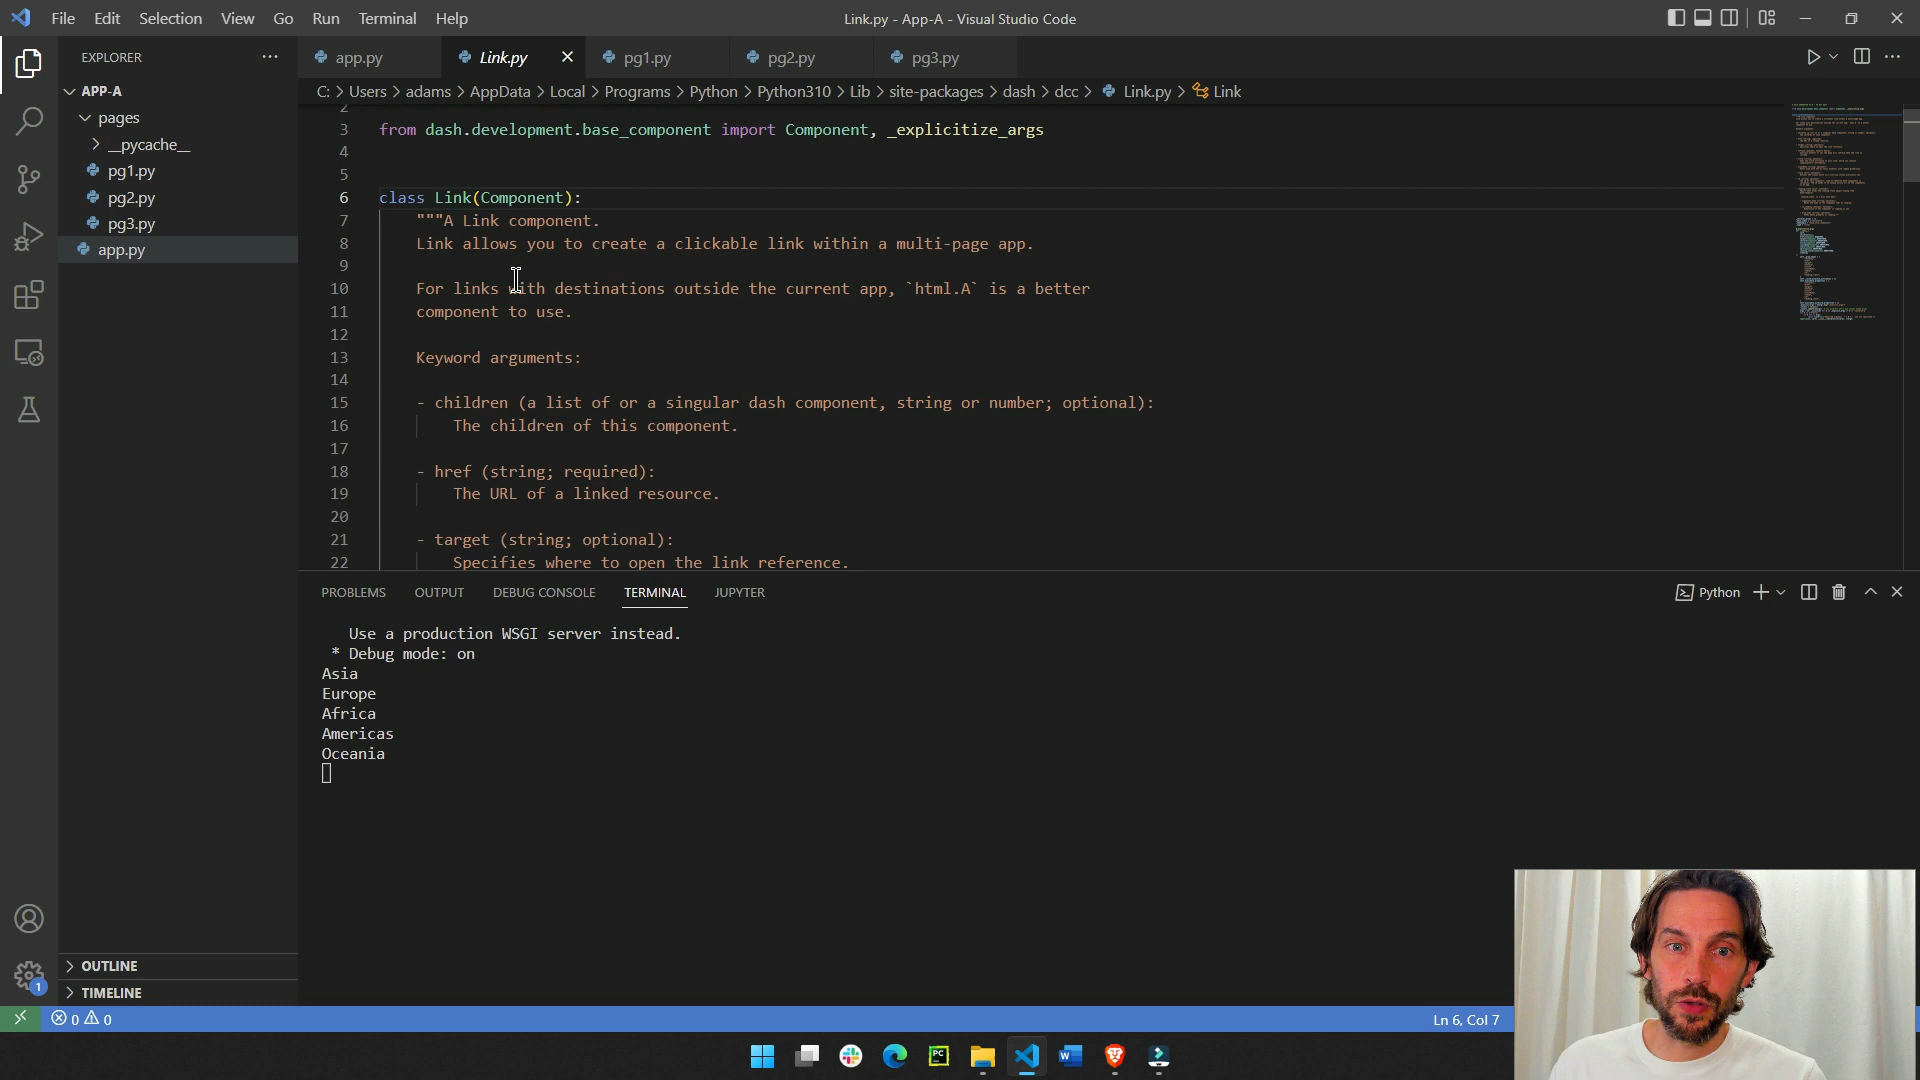 File Edit Selection View Go Run Terminal Help
Link.py - App-A - Visual Studio Code
EXPLORER
APP-A
pages
__pycache__
pg1.py
pg2.py
pg3.py
app.py
OUTLINE
TIMELINE
app.py Link.py pg1.py pg2.py pg3.py
C: > Users > adams > AppData > Local > Programs > Python > Python310 > Lib > site-packages > dash > dcc > Link.py > Link
2
3 from dash.development.base_component import Component, _explicitize_args
4
5
6 class Link(Component):
7 """A Link component.
8 Link allows you to create a clickable link within a multi-page app.
9
10 For links with destinations outside the current app, `html.A` is a better
11 component to use.
12
13 Keyword arguments:
14
15 - children (a list of or a singular dash component, string or number; optional):
16 The children of this component.
17
18 - href (string; required):
19 The URL of a linked resource.
20
21 - target (string; optional):
22 Specifies where to open the link reference.
PROBLEMS OUTPUT DEBUG CONSOLE TERMINAL JUPYTER
Python
Use a production WSGI server instead.
* Debug mode: on
Asia
Europe
Africa
Americas
Oceania
1
0 0
Ln 6, Col 7
PC
W